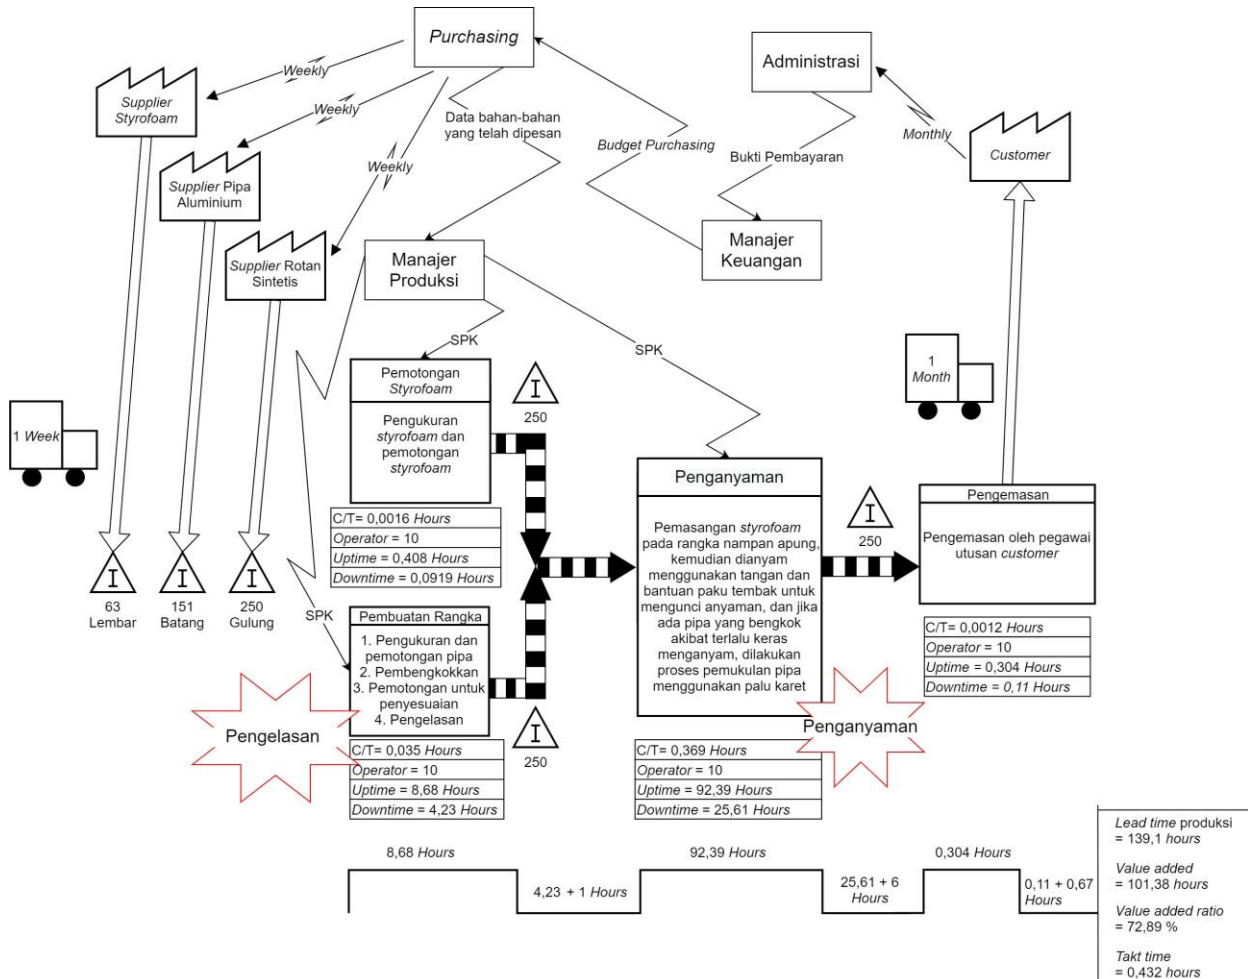 Purchasing
Administrasi
Supplier
Styrofoam
Weekly
Weekly
Weekly
Data bahan-bahan
yang telah dipesan
Budget Purchasing
Bukti Pembayaran
Monthly
Customer
Supplier Pipa
Aluminium
Supplier Rotan
Sintetis
Manajer
Produksi
Manajer
Keuangan
SPK
SPK
SPK
1 Week
1
Month
Pemotongan
Styrofoam
Pengukuran
styrofoam dan
pemotongan
styrofoam
C/T= 0,0016 Hours
Operator = 10
Uptime = 0,408 Hours
Downtime = 0,0919 Hours
I
250
I
63
Lembar
I
151
Batang
I
250
Gulung
Pembuatan Rangka
1. Pengukuran dan
pemotongan pipa
2. Pembengkokkan
3. Pemotongan untuk
penyesuaian
4. Pengelasan
C/T= 0,035 Hours
Operator = 10
Uptime = 8,68 Hours
Downtime = 4,23 Hours
Pengelasan
I
250
Penganyaman
Pemasangan styrofoam
pada rangka nampan apung,
kemudian dianyam
menggunakan tangan dan
bantuan paku tembak untuk
mengunci anyaman, dan jika
ada pipa yang bengkok
akibat terlalu keras
menganyam, dilakukan
proses pemukulan pipa
menggunakan palu karet
C/T= 0,369 Hours
Operator = 10
Uptime = 92,39 Hours
Downtime = 25,61 Hours
Penganyaman
I
250
Pengemasan
Pengemasan oleh pegawai
utusan customer
C/T= 0,0012 Hours
Operator = 10
Uptime = 0,304 Hours
Downtime = 0,11 Hours
8,68 Hours
4,23 + 1 Hours
92,39 Hours
25,61 + 6
Hours
0,304 Hours
0,11 + 0,67
Hours
Lead time produksi
= 139,1 hours
Value added
= 101,38 hours
Value added ratio
= 72,89 %
Takt time
= 0,432 hours